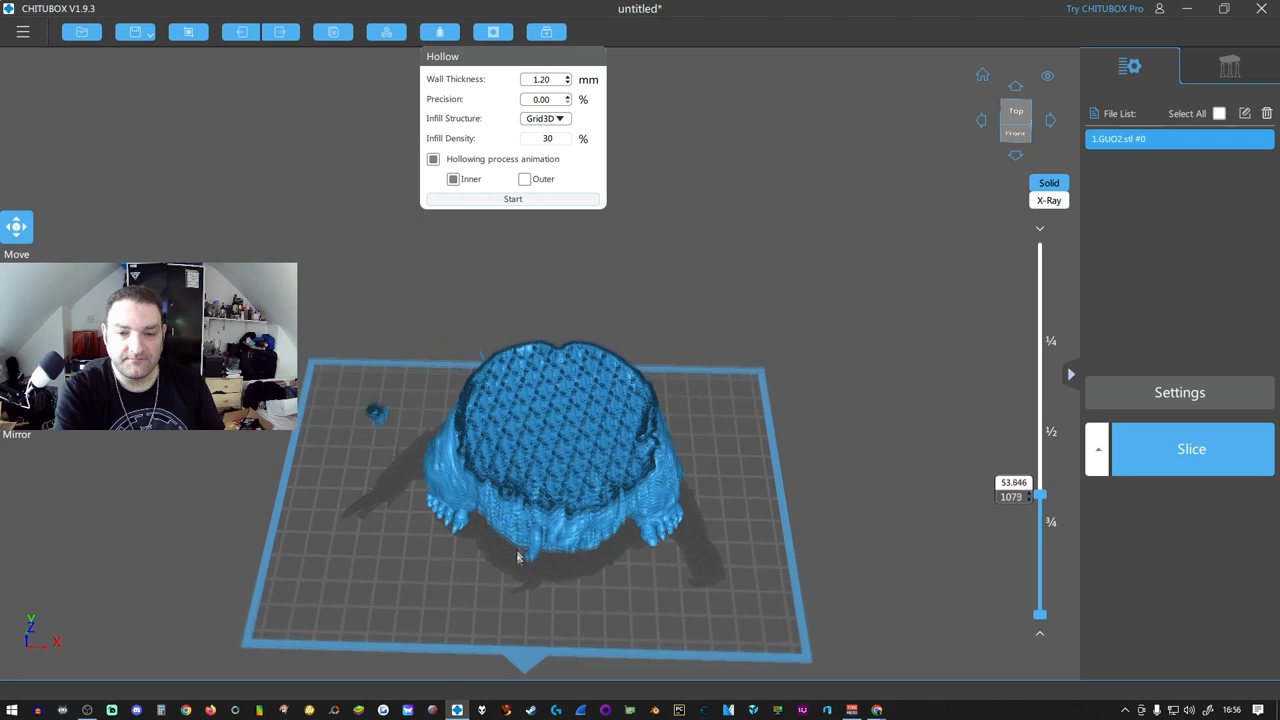 CHITUBOX V1.9.3
untitled*
Try CHITUBOX Pro
Hollow
Wall Thickness: 1.20 mm
Precision: 0.00 %
Infill Structure: Grid3D
Infill Density: 30 %
Hollowing process animation
Inner Outer
Start
Top
Front
File List: Select All
1.GUO2.stl #0
Solid
X-Ray
Move
Mirror
1/4
1/2
53.646
1073
3/4
Settings
Slice
Z
Y
X
16:56